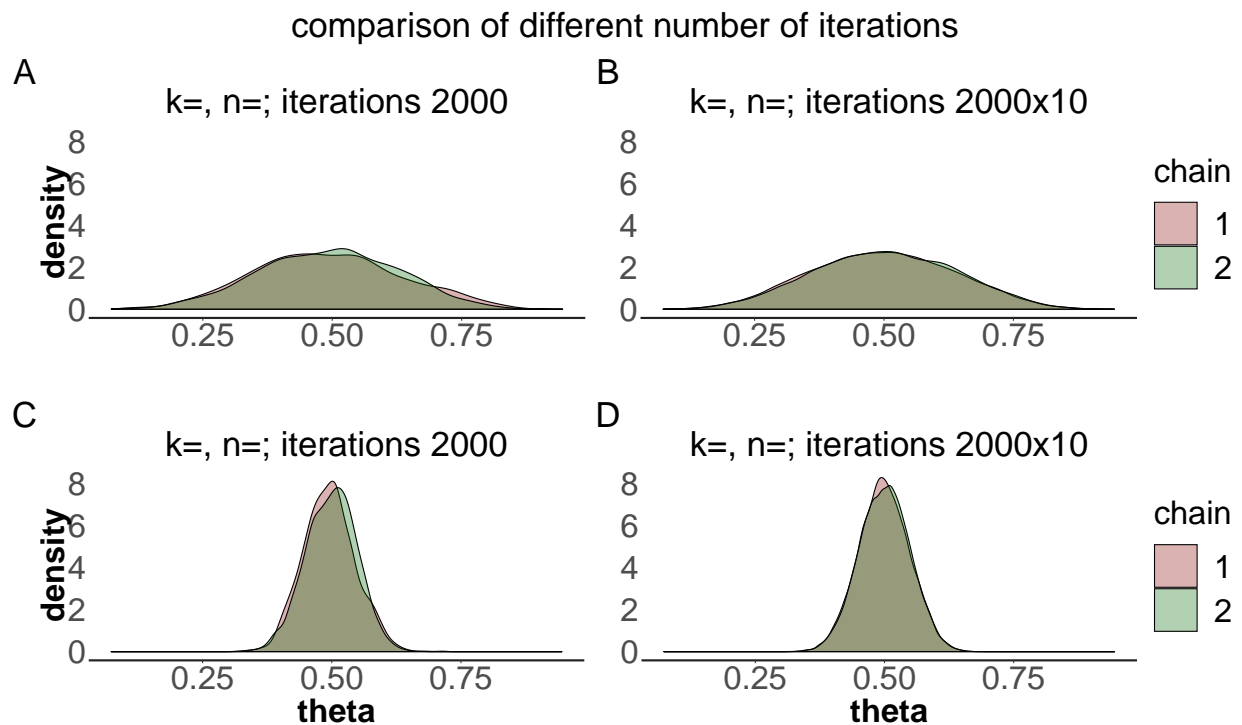 comparison of different number of iterations
A
k=, n=; iterations 2000
8
6
4
2
0
density
0.25 0.50 0.75
B
k=, n=; iterations 2000x10
8
6
4
2
0
0.25 0.50 0.75
chain
1
2
C
k=, n=; iterations 2000
8
6
4
2
0
density
0.25 0.50 0.75
theta
D
k=, n=; iterations 2000x10
8
6
4
2
0
0.25 0.50 0.75
theta
chain
1
2